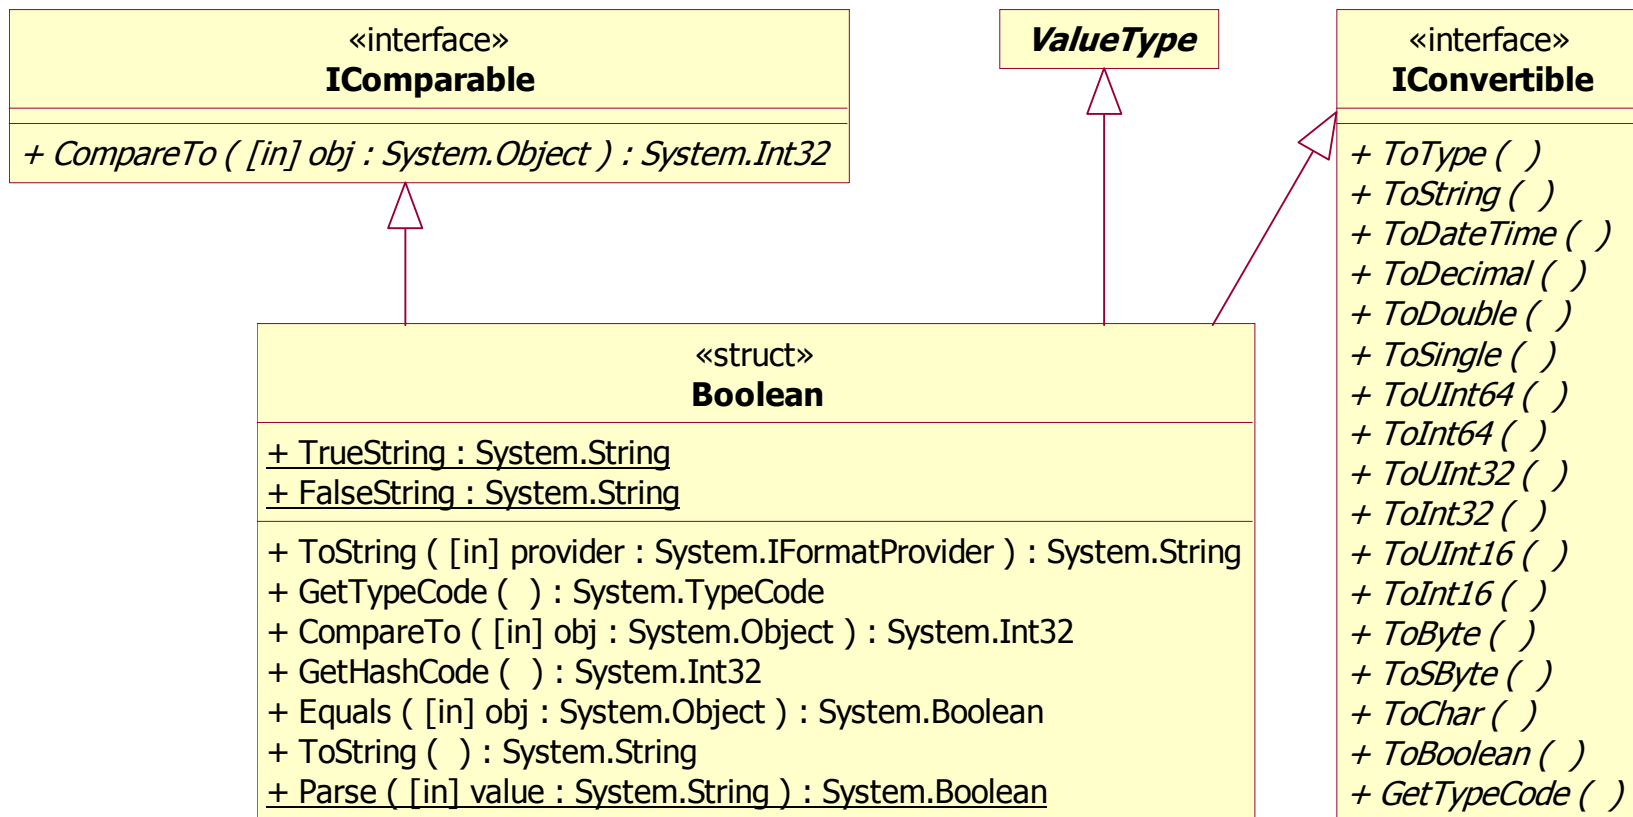 «interface»
IComparable
+ CompareTo ( [in] obj : System.Object ) : System.Int32
ValueType
«interface»
IConvertible
+ ToType ( )
+ ToString ( )
+ ToDateTime ( )
+ ToDecimal ( )
+ ToDouble ( )
+ ToSingle ( )
+ ToUInt64 ( )
+ ToInt64 ( )
+ ToUInt32 ( )
+ ToInt32 ( )
+ ToUInt16 ( )
+ ToInt16 ( )
+ ToByte ( )
+ ToSByte ( )
+ ToChar ( )
+ ToBoolean ( )
+ GetTypeCode ( )
«struct»
Boolean
+ TrueString : System.String
+ FalseString : System.String
+ ToString ( [in] provider : System.IFormatProvider ) : System.String
+ GetTypeCode ( ) : System.TypeCode
+ CompareTo ( [in] obj : System.Object ) : System.Int32
+ GetHashCode ( ) : System.Int32
+ Equals ( [in] obj : System.Object ) : System.Boolean
+ ToString ( ) : System.String
+ Parse ( [in] value : System.String ) : System.Boolean